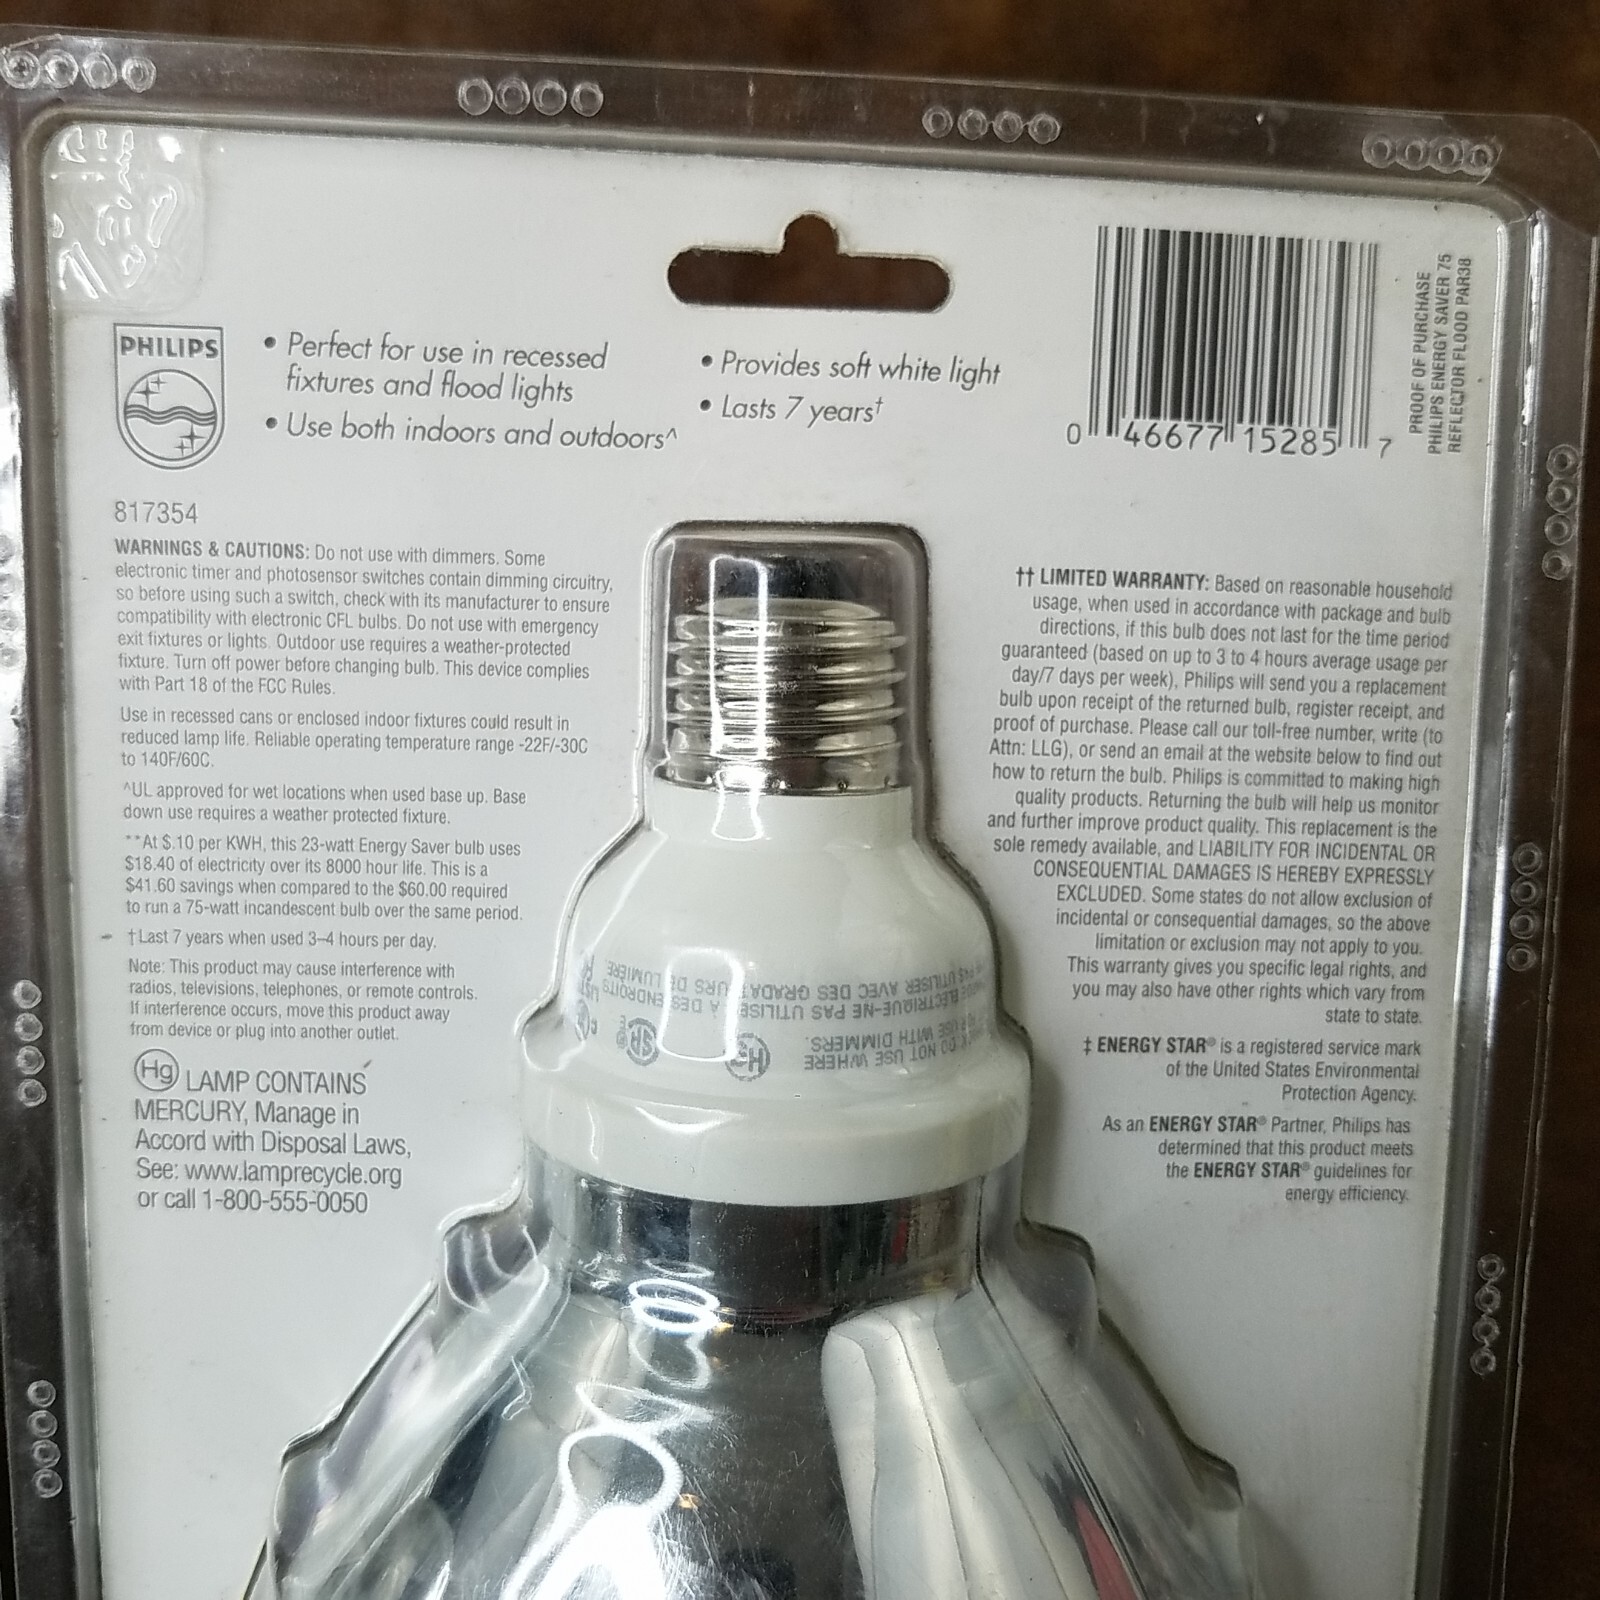 PHILIPS
• Perfect for use in recessed
fixtures and flood lights
• Use both indoors and outdoors^
• Provides soft white light
• Lasts 7 years†
0 46677 15285 7
PROOF OF PURCHASE
PHILIPS ENERGY SAVER 75
REFLECTOR FLOOD PAR38
817354
WARNINGS & CAUTIONS: Do not use with dimmers. Some
electronic timer and photosensor switches contain dimming circuitry,
so before using such a switch, check with its manufacturer to ensure
compatibility with electronic CFL bulbs. Do not use with emergency
exit fixtures or lights. Outdoor use requires a weather-protected
fixture. Turn off power before changing bulb. This device complies
with Part 18 of the FCC Rules.
Use in recessed cans or enclosed indoor fixtures could result in
reduced lamp life. Reliable operating temperature range -22F/-30C
to 140F/60C.
^UL approved for wet locations when used base up. Base
down use requires a weather protected fixture.
**At $.10 per KWH, this 23-watt Energy Saver bulb uses
$18.40 of electricity over its 8000 hour life. This is a
$41.60 savings when compared to the $60.00 required
to run a 75-watt incandescent bulb over the same period.
†Last 7 years when used 3–4 hours per day.
Note: This product may cause interference with
radios, televisions, telephones, or remote controls.
If interference occurs, move this product away
from device or plug into another outlet.
Hg LAMP CONTAINS
MERCURY, Manage in
Accord with Disposal Laws,
See: www.lamprecycle.org
or call 1-800-555-0050
†† LIMITED WARRANTY: Based on reasonable household
usage, when used in accordance with package and bulb
directions, if this bulb does not last for the time period
guaranteed (based on up to 3 to 4 hours average usage per
day/7 days per week), Philips will send you a replacement
bulb upon receipt of the returned bulb, register receipt, and
proof of purchase. Please call our toll-free number, write (to
Attn: LLG), or send an email at the website below to find out
how to return the bulb. Philips is committed to making high
quality products. Returning the bulb will help us monitor
and further improve product quality. This replacement is the
sole remedy available, and LIABILITY FOR INCIDENTAL OR
CONSEQUENTIAL DAMAGES IS HEREBY EXPRESSLY
EXCLUDED. Some states do not allow exclusion of
incidental or consequential damages, so the above
limitation or exclusion may not apply to you.
This warranty gives you specific legal rights, and
you may also have other rights which vary from
state to state.
‡ ENERGY STAR® is a registered service mark
of the United States Environmental
Protection Agency.
As an ENERGY STAR® Partner, Philips has
determined that this product meets
the ENERGY STAR® guidelines for
energy efficiency.
DO NOT USE WHERE
USE WITH DIMMERS.
Hg
ELECTRIQUE-NE PAS UTILISE À DES ENDROITS
PAS UTILISER AVEC DES GRADATEURS DE LUMIERE.